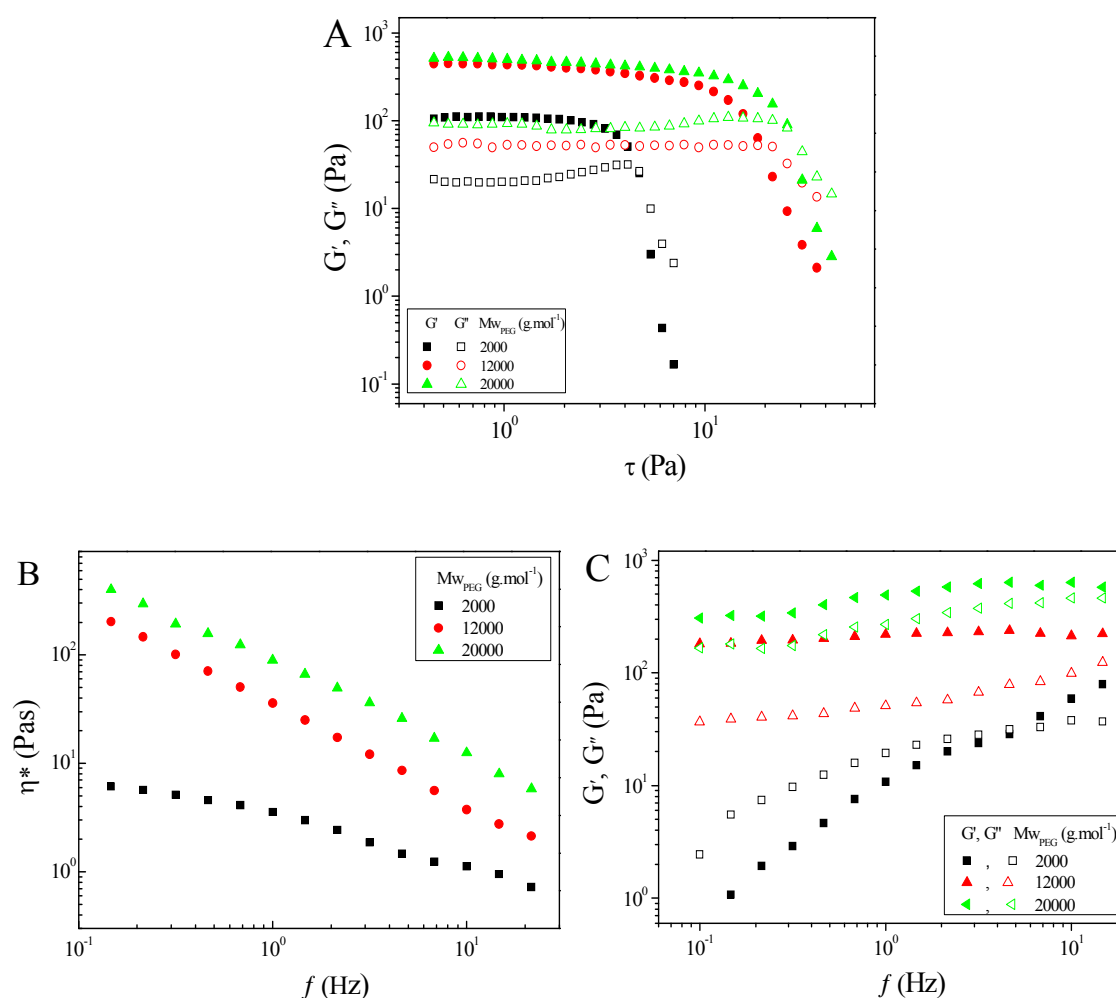 A
10³
10²
10¹
10⁰
10⁻¹
G′, G″ (Pa)
G' G'' Mw_PEG (g.mol⁻¹)
2000
12000
20000
10⁰ 10¹
τ (Pa)
B
10²
10¹
10⁰
η* (Pas)
Mw_PEG (g.mol⁻¹)
2000
12000
20000
10⁻¹ 10⁰ 10¹
f (Hz)
C
10³
10²
10¹
10⁰
G′, G″ (Pa)
G', G'' Mw_PEG (g.mol⁻¹)
, 2000
, 12000
, 20000
10⁻¹ 10⁰ 10¹
f (Hz)